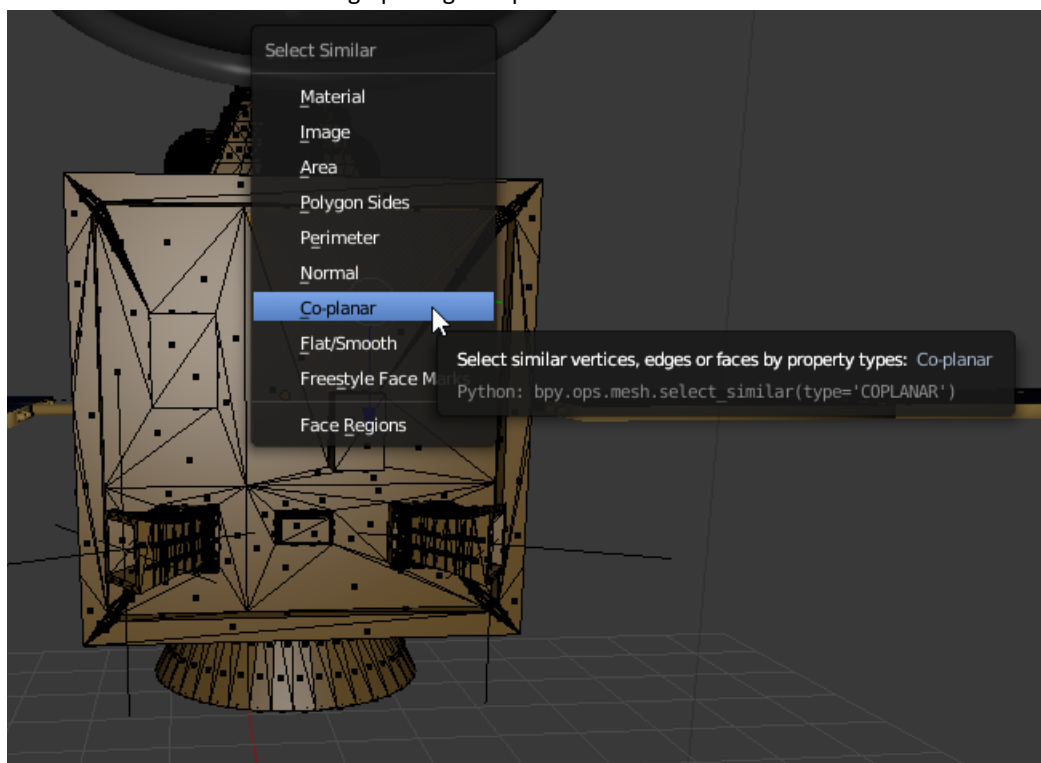 Select Similar
Material
Image
Area
Polygon Sides
Perimeter
Normal
Co-planar
Flat/Smooth
Freestyle Face Marks
Face Regions
Select similar vertices, edges or faces by property types: Co-planar
Python: bpy.ops.mesh.select_similar(type='COPLANAR')